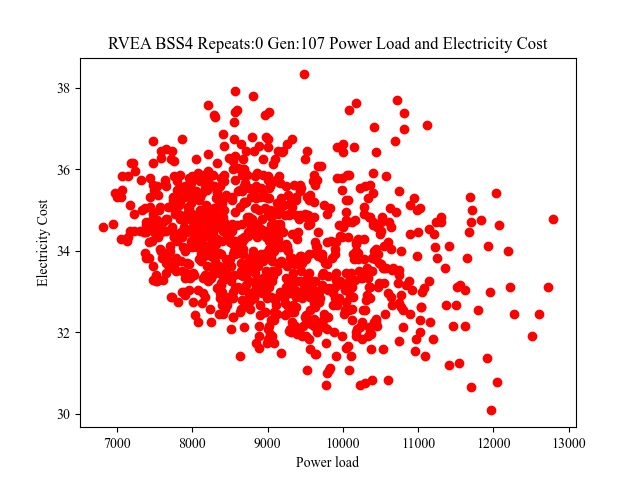 RVEA BSS4 Repeats:0 Gen:107 Power Load and Electricity Cost
38
36
34
32
30
Electricity Cost
7000 8000 9000 10000 11000 12000 13000
Power load